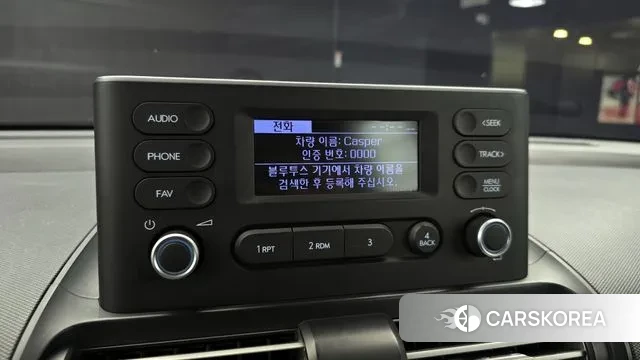 AUDIO
PHONE
FAV
전화
차량 이름: Casper
인증 번호: 0000
블루투스 기기에서 차량 이름을
검색한 후 등록해 주십시오.
<SEEK
TRACK>
MENU
CLOCK
1 RPT
2 RDM
3
4
BACK
CARSKOREA